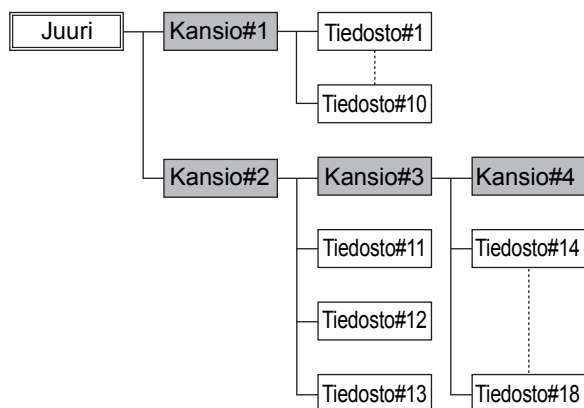 Juuri
Kansio#1
Tiedosto#1
Tiedosto#10
Kansio#2
Kansio#3
Kansio#4
Tiedosto#11
Tiedosto#14
Tiedosto#12
Tiedosto#13
Tiedosto#18